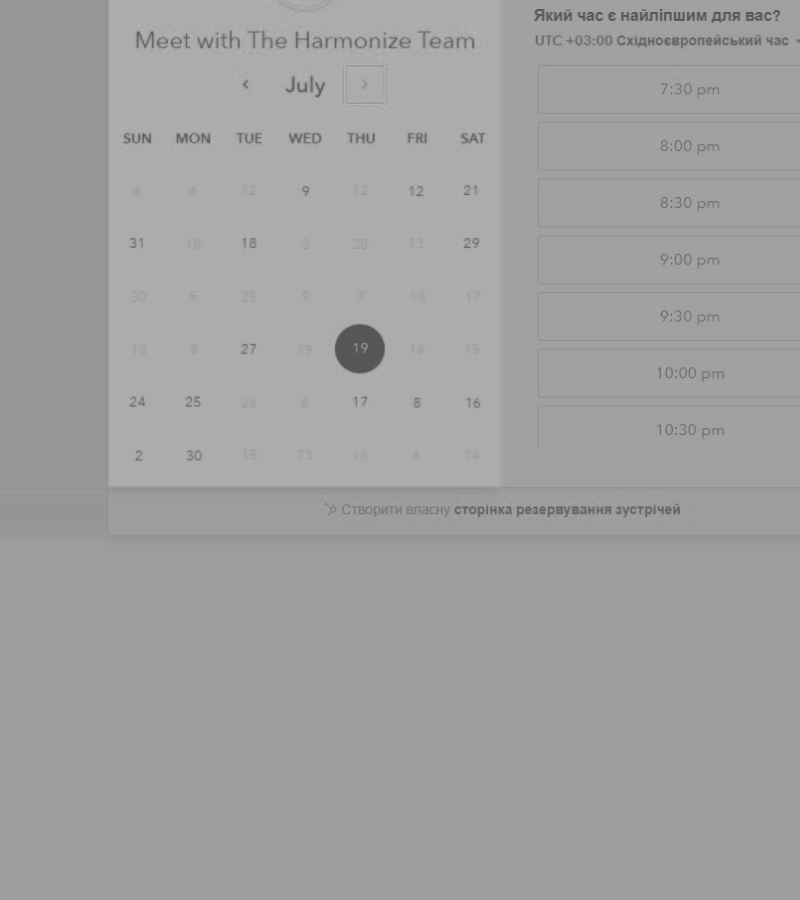 Meet with The Harmonize Team
July
SUN MON TUE WED THU FRI SAT
4 4 12 9 12 12 21
31 18 18 3 28 13 29
30 5 25 9 7 10 17
10 8 27 19 19 16 15
24 25 25 6 17 8 16
2 30 15 13 18 4 14
Який час є найліпшим для вас?
UTC +03:00 Східноєвропейський час
7:30 pm
8:00 pm
8:30 pm
9:00 pm
9:30 pm
10:00 pm
10:30 pm
Створити власну сторінка резервування зустрічей